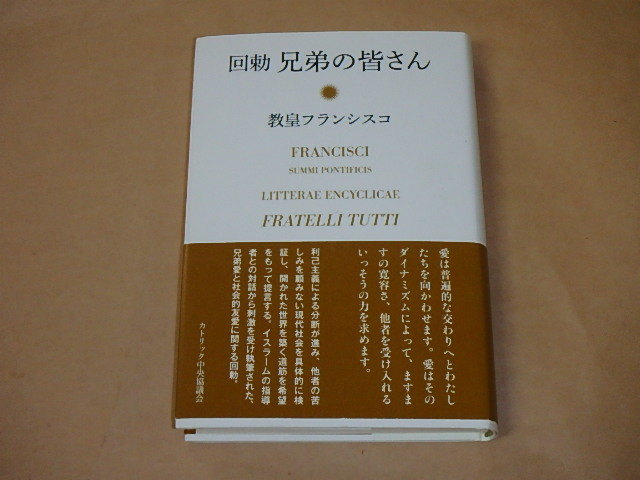 回勅 兄弟の皆さん
教皇フランシスコ
FRANCISCI
SUMMI PONTIFICIS
LITTERAE ENCYCLICAE
FRATELLI TUTTI
愛は普遍的な交わりへとわたし
たちを向かわせます。愛はその
ダイナミズムによって、ますま
すの寛容さ、他者を受け入れる
いっそうの力を求めます。
利己主義による分断が進み、他者の苦
しみを顧みない現代社会を具体的に検
証し、開かれた世界を築く道筋を希望
をもって提言する。イスラームの指導
者との対話から刺激を受け執筆された、
兄弟愛と社会的友愛に関する回勅。
カトリック中央協議会